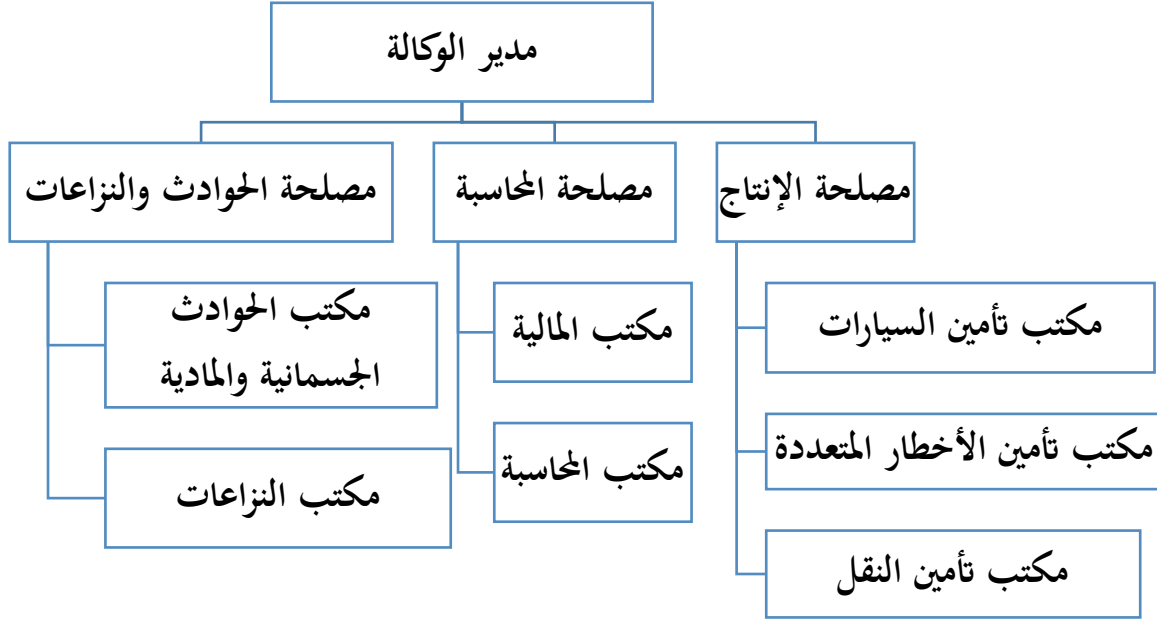 مدير الوكالة
مصلحة الإنتاج
مصلحة المحاسبة
مصلحة الحوادث والنزاعات
مكتب تأمين السيارات
مكتب تأمين الأخطار المتعددة
مكتب تأمين النقل
مكتب المالية
مكتب المحاسبة
مكتب الحوادث
الجسمانية والمادية
مكتب النزاعات